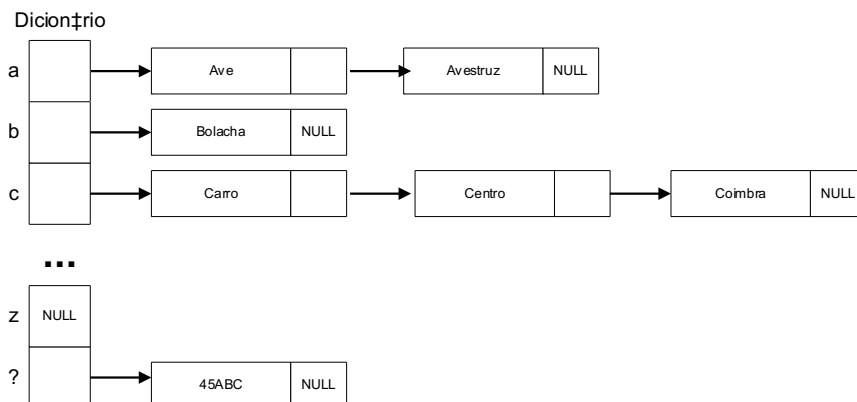 Dicion‡rio
a Ave Avestruz NULL
b Bolacha NULL
c Carro Centro Coimbra NULL
...
z NULL
? 45ABC NULL